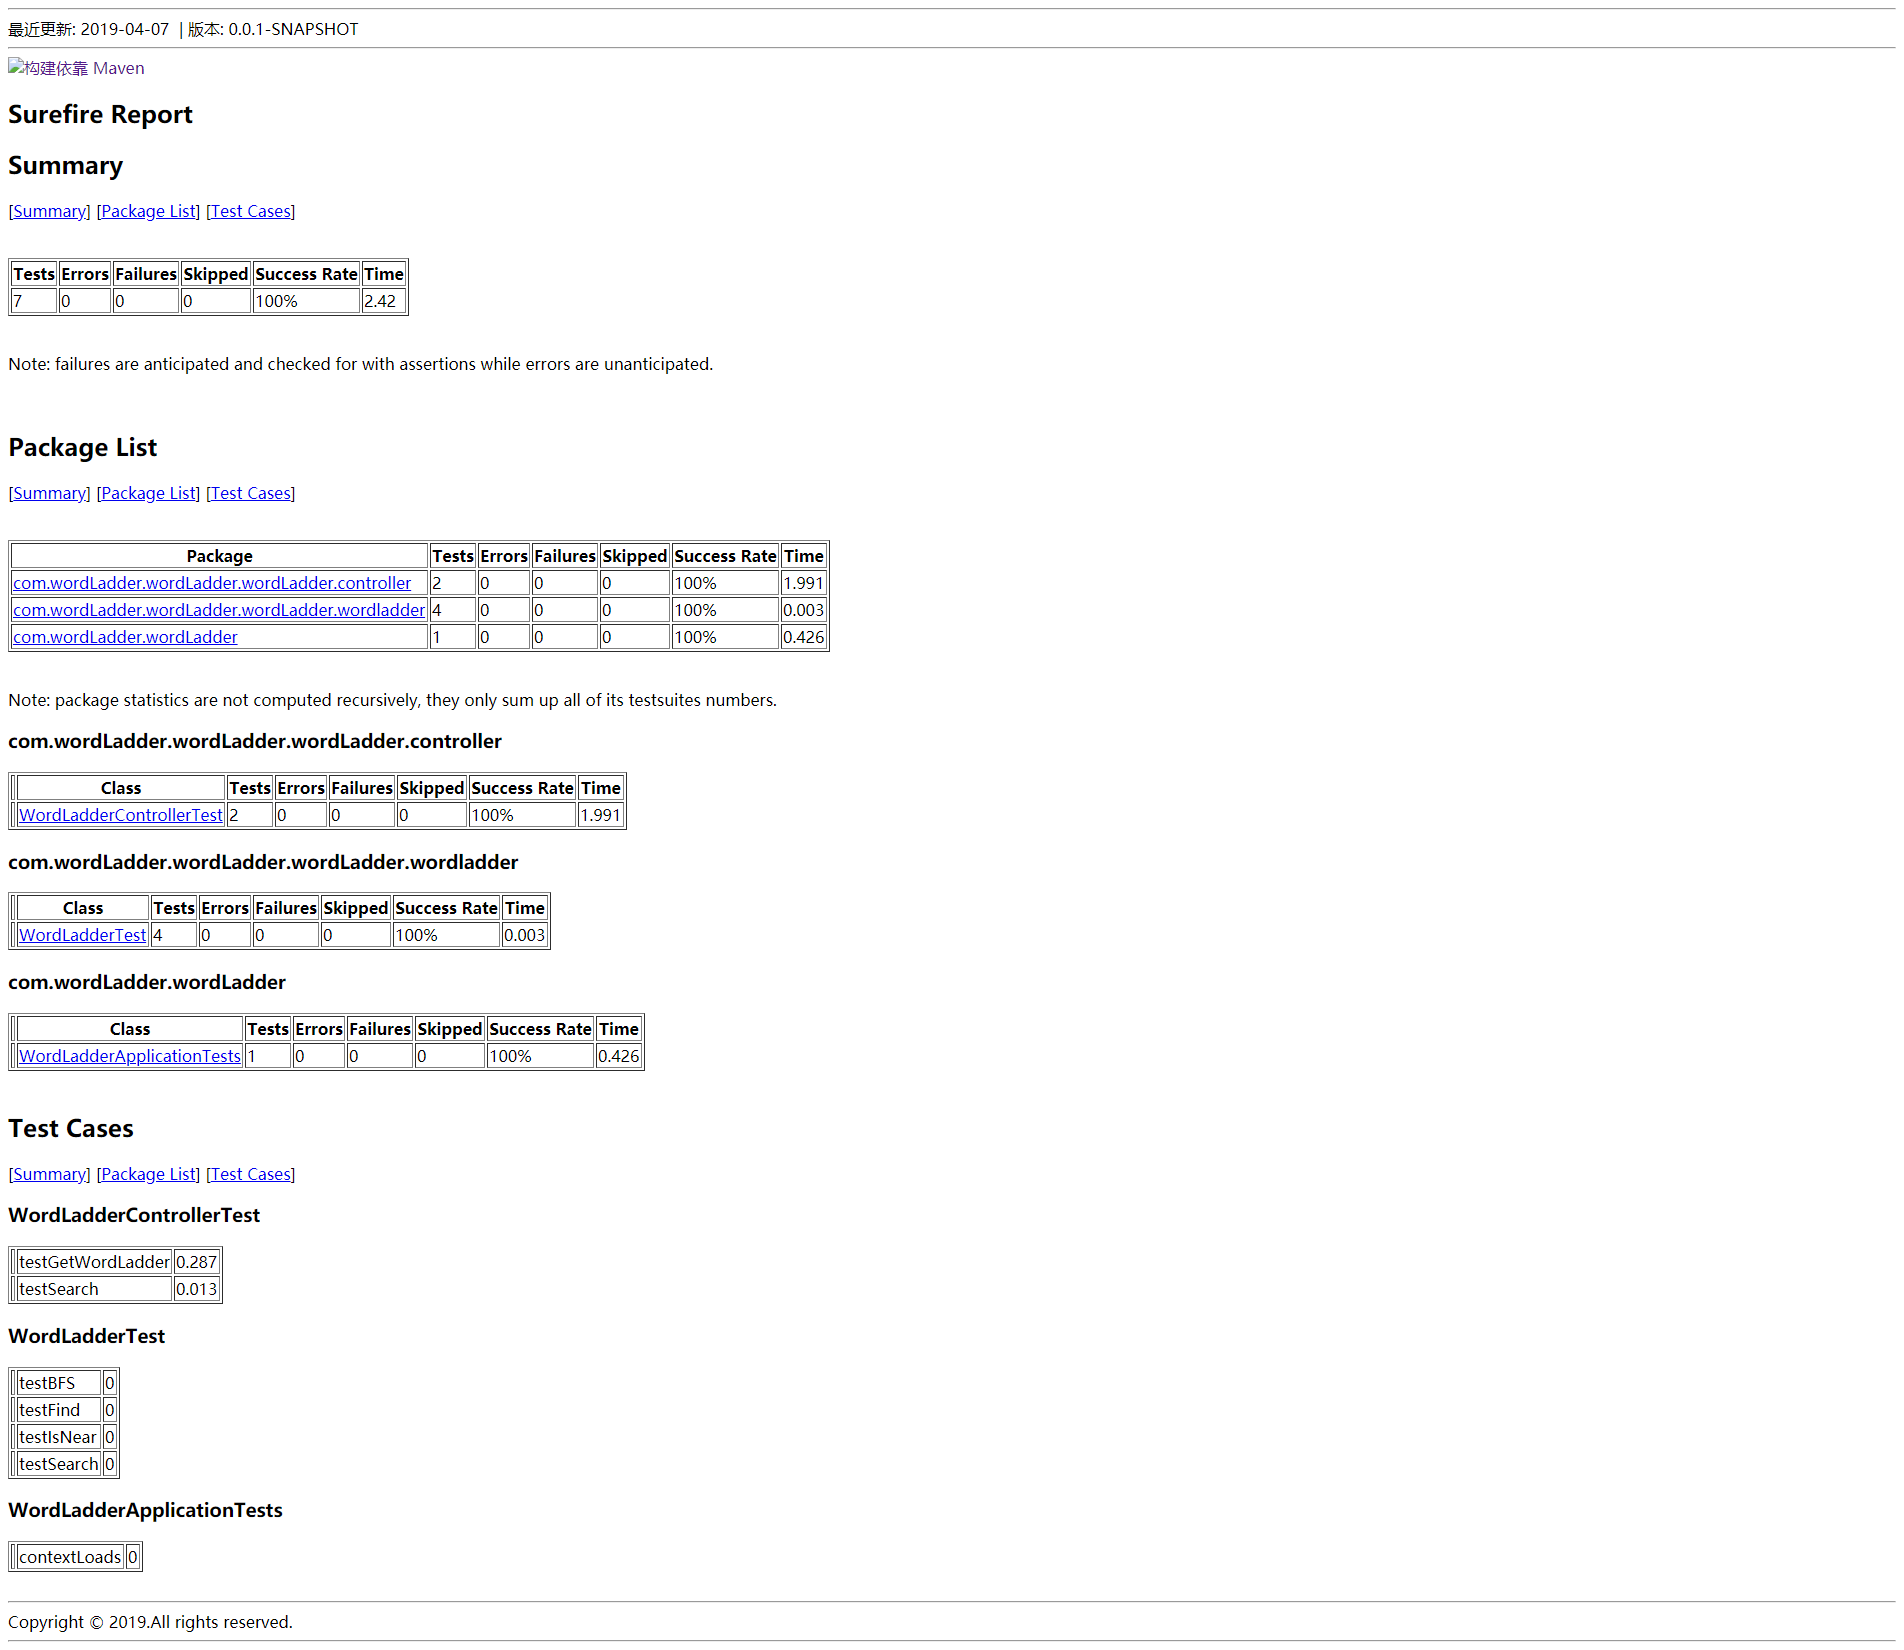 最近更新: 2019-04-07 | 版本: 0.0.1-SNAPSHOT
构建依靠 Maven
Surefire Report
Summary
[Summary] [Package List] [Test Cases]
Tests Errors Failures Skipped Success Rate Time
7 0 0 0 100% 2.42
Note: failures are anticipated and checked for with assertions while errors are unanticipated.
Package List
[Summary] [Package List] [Test Cases]
Package Tests Errors Failures Skipped Success Rate Time
com.wordLadder.wordLadder.wordLadder.controller 2 0 0 0 100% 1.991
com.wordLadder.wordLadder.wordLadder.wordladder 4 0 0 0 100% 0.003
com.wordLadder.wordLadder 1 0 0 0 100% 0.426
Note: package statistics are not computed recursively, they only sum up all of its testsuites numbers.
com.wordLadder.wordLadder.wordLadder.controller
Class Tests Errors Failures Skipped Success Rate Time
WordLadderControllerTest 2 0 0 0 100% 1.991
com.wordLadder.wordLadder.wordLadder.wordladder
Class Tests Errors Failures Skipped Success Rate Time
WordLadderTest 4 0 0 0 100% 0.003
com.wordLadder.wordLadder
Class Tests Errors Failures Skipped Success Rate Time
WordLadderApplicationTests 1 0 0 0 100% 0.426
Test Cases
[Summary] [Package List] [Test Cases]
WordLadderControllerTest
testGetWordLadder 0.287
testSearch 0.013
WordLadderTest
testBFS 0
testFind 0
testIsNear 0
testSearch 0
WordLadderApplicationTests
contextLoads 0
Copyright © 2019.All rights reserved.